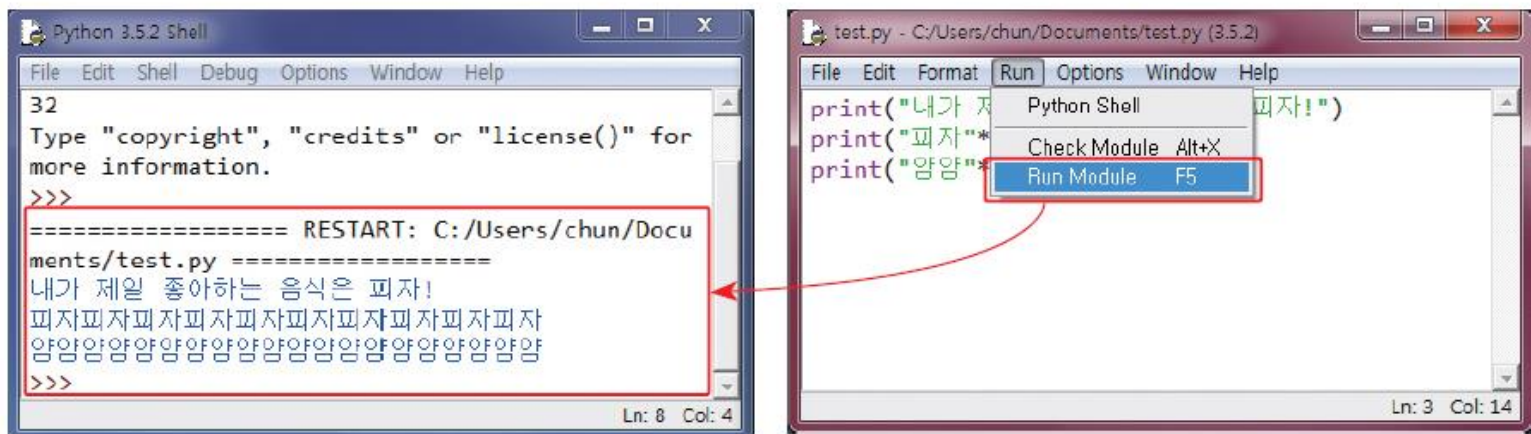 Python 3.5.2 Shell
File Edit Shell Debug Options Window Help
32
Type "copyright", "credits" or "license()" for
more information.
>>>
================== RESTART: C:/Users/chun/Docu
ments/test.py ==================
내가 제일 좋아하는 음식은 피자!
피자피자피자피자피자피자피자피자피자피자
얌얌얌얌얌얌얌얌얌얌얌얌얌얌얌얌얌얌얌얌
>>>
Ln: 8 Col: 4
test.py - C:/Users/chun/Documents/test.py (3.5.2)
File Edit Format Run Options Window Help
print("내가 피자!")
print("피자"*
print("얌얌"*
Python Shell
Check Module Alt+X
Run Module F5
Ln: 3 Col: 14